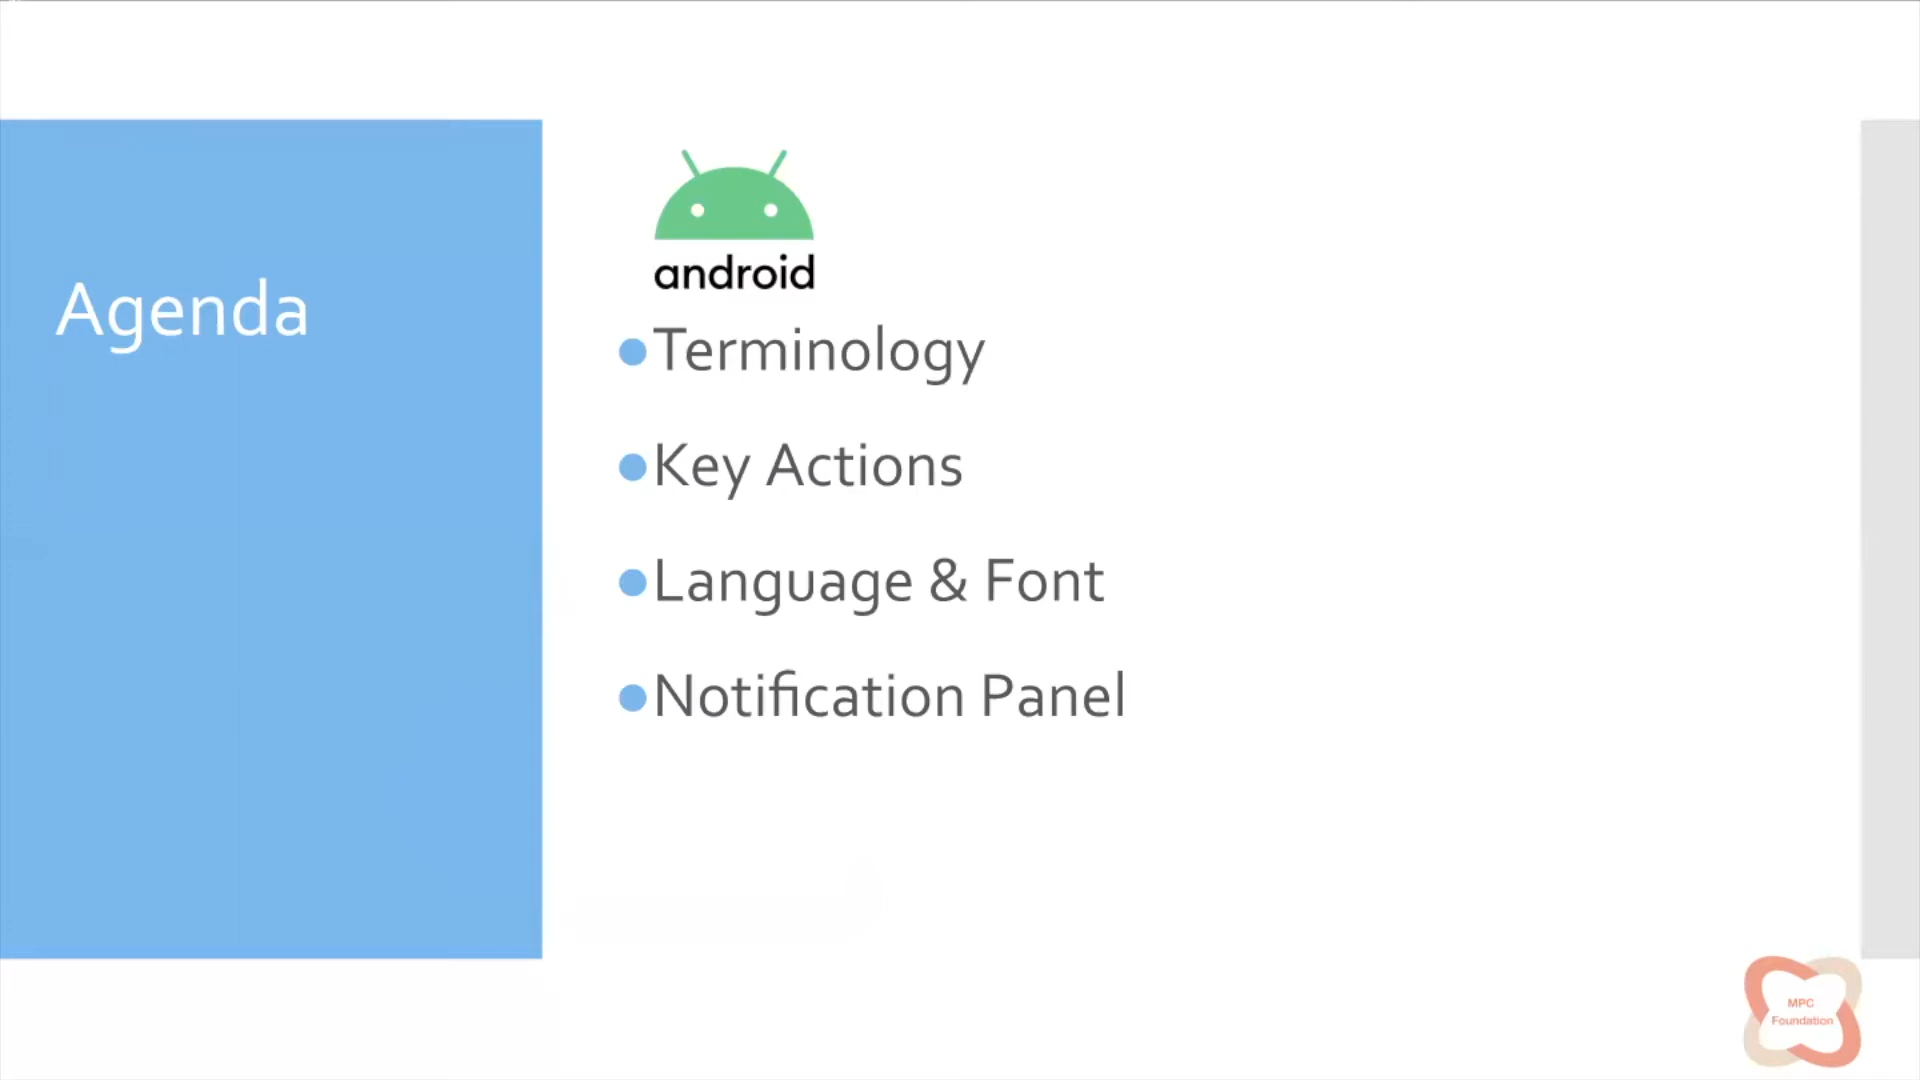 Agenda
android
Terminology
Key Actions
Language & Font
Notification Panel
MPC
Foundation